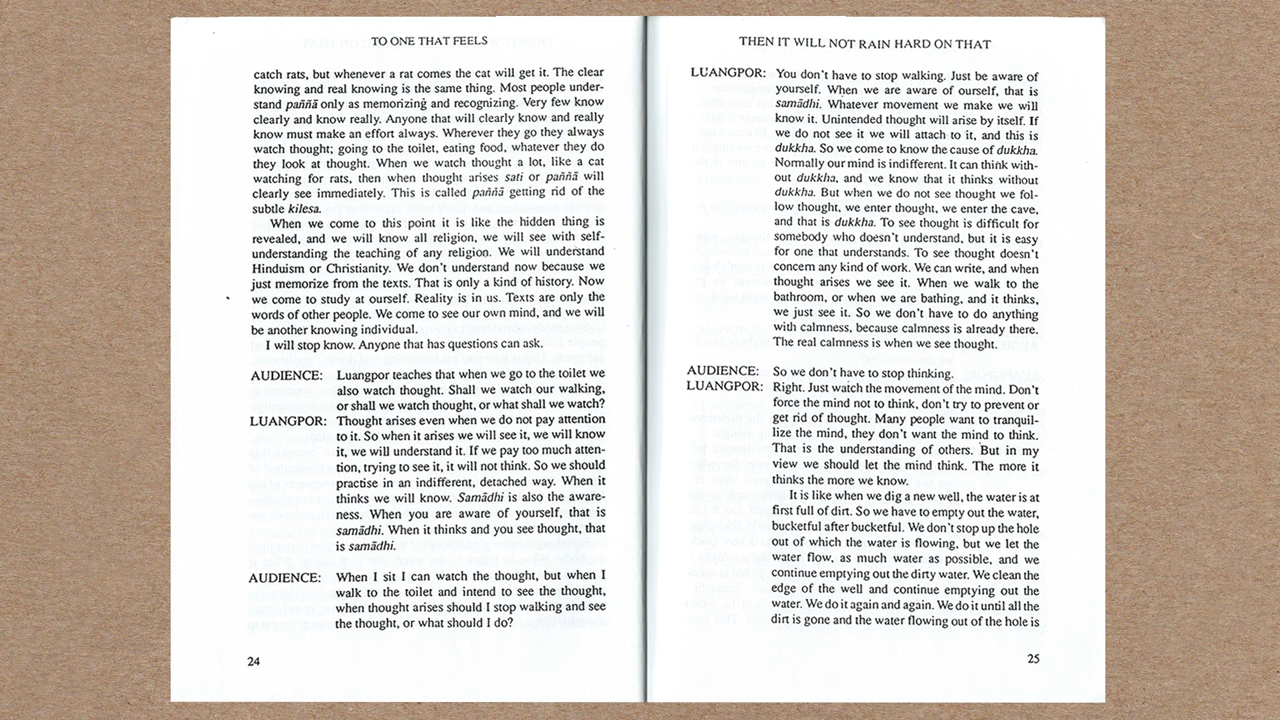 TO ONE THAT FEELS
catch rats, but whenever a rat comes the cat will get it. The clear
knowing and real knowing is the same thing. Most people under-
stand paññā only as memorizing and recognizing. Very few know
clearly and know really. Anyone that will clearly know and really
know must make an effort always. Wherever they go they always
watch thought; going to the toilet, eating food, whatever they do
they look at thought. When we watch thought a lot, like a cat
watching for rats, then when thought arises sati or paññā will
clearly see immediately. This is called paññā getting rid of the
subtle kilesa.
When we come to this point it is like the hidden thing is
revealed, and we will know all religion, we will see with self-
understanding the teaching of any religion. We will understand
Hinduism or Christianity. We don't understand now because we
just memorize from the texts. That is only a kind of history. Now
we come to study at ourself. Reality is in us. Texts are only the
words of other people. We come to see our own mind, and we will
be another knowing individual.
I will stop know. Anyone that has questions can ask.
AUDIENCE: Luangpor teaches that when we go to the toilet we
also watch thought. Shall we watch our walking,
or shall we watch thought, or what shall we watch?
LUANGPOR: Thought arises even when we do not pay attention
to it. So when it arises we will see it, we will know
it, we will understand it. If we pay too much atten-
tion, trying to see it, it will not think. So we should
practise in an indifferent, detached way. When it
thinks we will know. Samādhi is also the aware-
ness. When you are aware of yourself, that is
samādhi. When it thinks and you see thought, that
is samādhi.
AUDIENCE: When I sit I can watch the thought, but when I
walk to the toilet and intend to see the thought,
when thought arises should I stop walking and see
the thought, or what should I do?
24
THEN IT WILL NOT RAIN HARD ON THAT
LUANGPOR: You don't have to stop walking. Just be aware of
yourself. When we are aware of ourself, that is
samādhi. Whatever movement we make we will
know it. Unintended thought will arise by itself. If
we do not see it we will attach to it, and this is
dukkha. So we come to know the cause of dukkha.
Normally our mind is indifferent. It can think with-
out dukkha, and we know that it thinks without
dukkha. But when we do not see thought we fol-
low thought, we enter thought, we enter the cave,
and that is dukkha. To see thought is difficult for
somebody who doesn't understand, but it is easy
for one that understands. To see thought doesn't
concern any kind of work. We can write, and when
thought arises we see it. When we walk to the
bathroom, or when we are bathing, and it thinks,
we just see it. So we don't have to do anything
with calmness, because calmness is already there.
The real calmness is when we see thought.
AUDIENCE: So we don't have to stop thinking.
LUANGPOR: Right. Just watch the movement of the mind. Don't
force the mind not to think, don't try to prevent or
get rid of thought. Many people want to tranquil-
lize the mind, they don't want the mind to think.
That is the understanding of others. But in my
view we should let the mind think. The more it
thinks the more we know.
It is like when we dig a new well, the water is at
first full of dirt. So we have to empty out the water,
bucketful after bucketful. We don't stop up the hole
out of which the water is flowing, but we let the
water flow, as much water as possible, and we
continue emptying out the dirty water. We clean the
edge of the well and continue emptying out the
water. We do it again and again. We do it until all the
dirt is gone and the water flowing out of the hole is
25